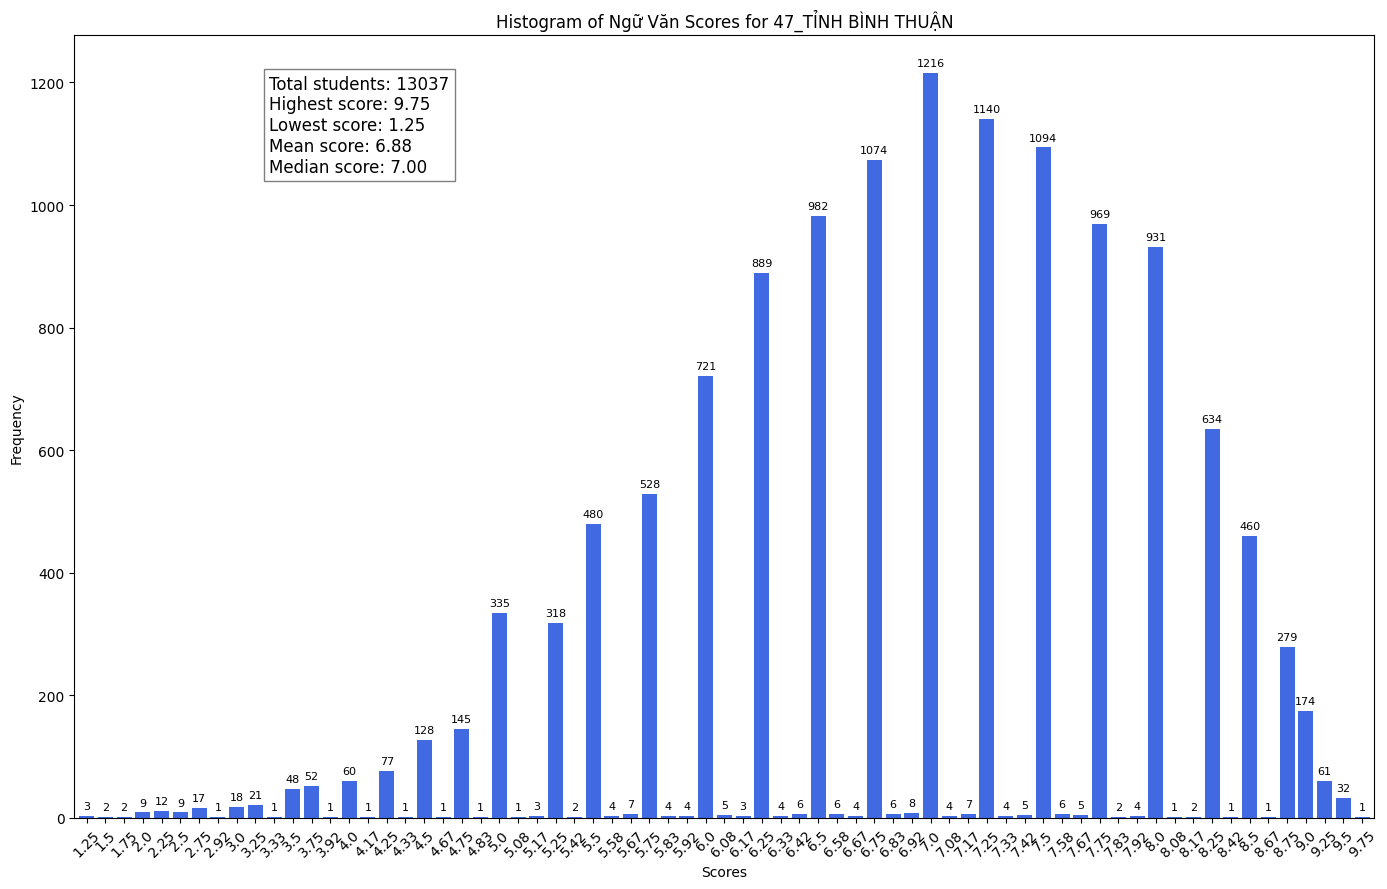 Histogram of Ngữ Văn Scores for 47_TỈNH BÌNH THUẬN
Total students: 13037
Highest score: 9.75
Lowest score: 1.25
Mean score: 6.88
Median score: 7.00
Frequency
1200
1000
800
600
400
200
0
3 2 2 9 12 9 17 1 18 21 1 48 52 1 60 1 77 1 128 1 145 1 335 1 3 318 2 480 4 7 528 4 4 721 5 3 889 4 6 982 6 4 1074 6 8 1216 4 7 1140 4 5 1094 6 5 969 2 4 931 1 2 634 1 460 1 279 174 61 32 1
1.25 1.5 1.75 2.0 2.25 2.5 2.75 2.92 3.0 3.25 3.33 3.5 3.75 3.92 4.0 4.17 4.25 4.33 4.5 4.67 4.75 4.83 5.0 5.08 5.17 5.25 5.42 5.5 5.58 5.67 5.75 5.83 5.92 6.0 6.08 6.17 6.25 6.33 6.42 6.5 6.58 6.67 6.75 6.83 6.92 7.0 7.08 7.17 7.25 7.33 7.42 7.5 7.58 7.67 7.75 7.83 7.92 8.0 8.08 8.17 8.25 8.42 8.5 8.67 8.75 9.0 9.25 9.5 9.75
Scores